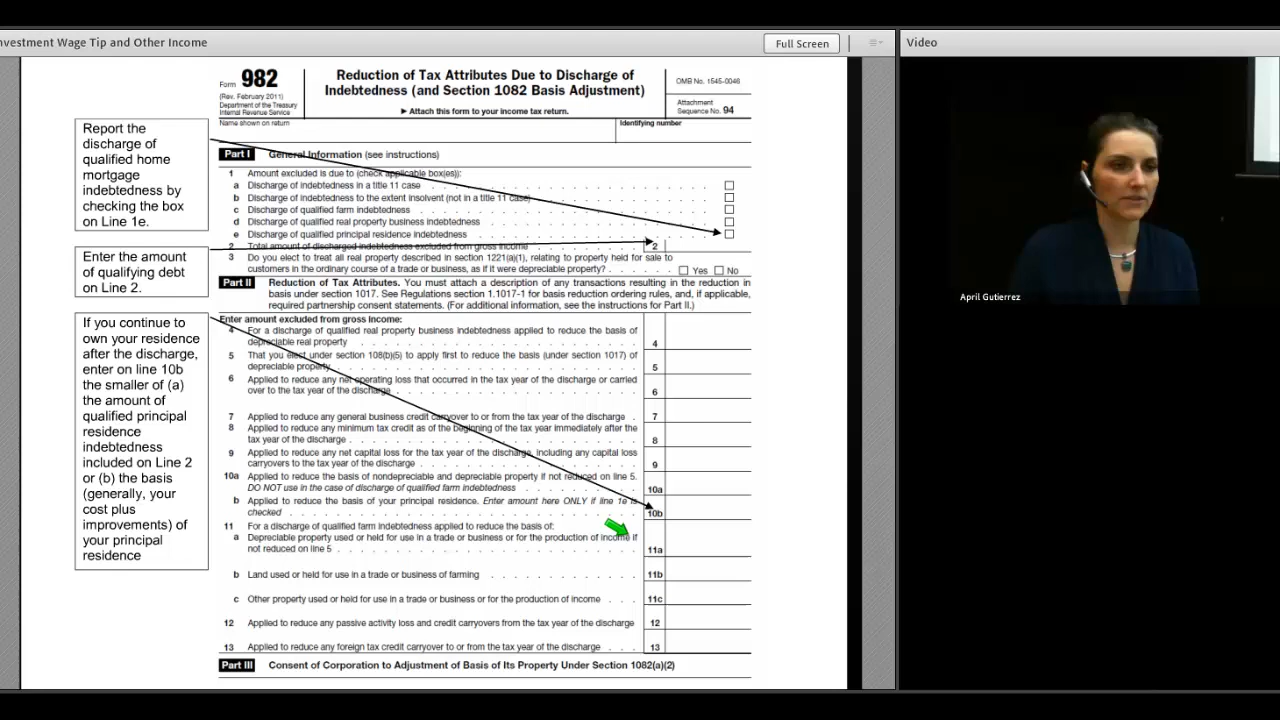 nvestment Wage Tip and Other Income
Full Screen
Video
Form 982
(Rev. February 2011)
Department of the Treasury
Internal Revenue Service
Reduction of Tax Attributes Due to Discharge of
Indebtedness (and Section 1082 Basis Adjustment)
► Attach this form to your income tax return.
OMB No. 1545-0046
Attachment
Sequence No. 94
Name shown on return
Identifying number
Report the
discharge of
qualified home
mortgage
indebtedness by
checking the box
on Line 1e.
Enter the amount
of qualifying debt
on Line 2.
If you continue to
own your residence
after the discharge,
enter on line 10b
the smaller of (a)
the amount of
qualified principal
residence
indebtedness
included on Line 2
or (b) the basis
(generally, your
cost plus
improvements) of
your principal
residence
Part I General Information (see instructions)
1 Amount excluded is due to (check applicable box(es)):
a Discharge of indebtedness in a title 11 case
b Discharge of indebtedness to the extent insolvent (not in a title 11 case)
c Discharge of qualified farm indebtedness
d Discharge of qualified real property business indebtedness
e Discharge of qualified principal residence indebtedness
2 Total amount of discharged indebtedness excluded from gross income 2
3 Do you elect to treat all real property described in section 1221(a)(1), relating to property held for sale to
customers in the ordinary course of a trade or business, as if it were depreciable property? Yes No
Part II Reduction of Tax Attributes. You must attach a description of any transactions resulting in the reduction in
basis under section 1017. See Regulations section 1.1017-1 for basis reduction ordering rules, and, if applicable,
required partnership consent statements. (For additional information, see the instructions for Part II.)
Enter amount excluded from gross income:
4 For a discharge of qualified real property business indebtedness applied to reduce the basis of
depreciable real property 4
5 That you elect under section 108(b)(5) to apply first to reduce the basis (under section 1017) of
depreciable property 5
6 Applied to reduce any net operating loss that occurred in the tax year of the discharge or carried
over to the tax year of the discharge 6
7 Applied to reduce any general business credit carryover to or from the tax year of the discharge 7
8 Applied to reduce any minimum tax credit as of the beginning of the tax year immediately after the
tax year of the discharge 8
9 Applied to reduce any net capital loss for the tax year of the discharge, including any capital loss
carryovers to the tax year of the discharge 9
10a Applied to reduce the basis of nondepreciable and depreciable property if not reduced on line 5.
DO NOT use in the case of discharge of qualified farm indebtedness 10a
b Applied to reduce the basis of your principal residence. Enter amount here ONLY if line 1e is
checked 10b
11 For a discharge of qualified farm indebtedness applied to reduce the basis of:
a Depreciable property used or held for use in a trade or business or for the production of income if
not reduced on line 5 11a
b Land used or held for use in a trade or business of farming 11b
c Other property used or held for use in a trade or business or for the production of income 11c
12 Applied to reduce any passive activity loss and credit carryovers from the tax year of the discharge 12
13 Applied to reduce any foreign tax credit carryover to or from the tax year of the discharge 13
Part III Consent of Corporation to Adjustment of Basis of Its Property Under Section 1082(a)(2)
April Gutierrez